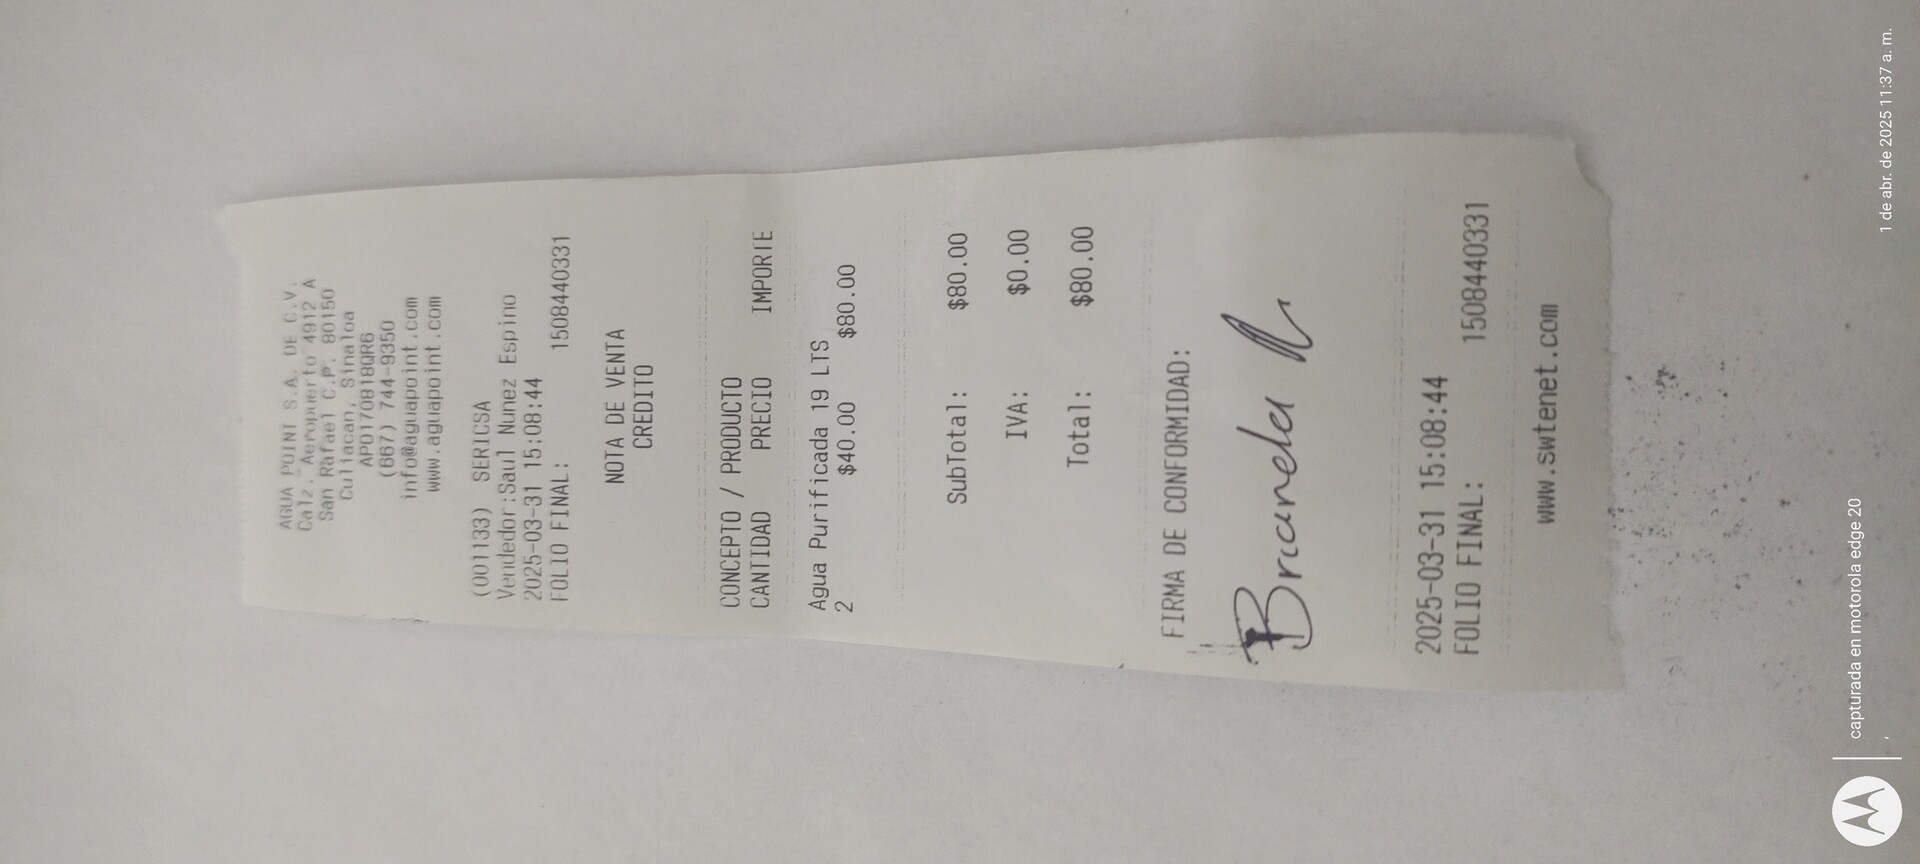 AGUA POINT S.A. DE C.V.
Calz. Aeropuerto 4912 A
San Rafael C.P. 80150
Culiacan, Sinaloa
APO170818QR6
(667) 744-9350
info@aguapoint.com
www.aguapoint.com
(001133) SERICSA
Vendedor:Saul Nunez Espino
2025-03-31 15:08:44
FOLIO FINAL: 1508440331
NOTA DE VENTA
CREDITO
CONCEPTO / PRODUCTO
CANTIDAD PRECIO IMPORTE
Agua Purificada 19 LTS
2 $40.00 $80.00
SubTotal: $80.00
IVA: $0.00
Total: $80.00
FIRMA DE CONFORMIDAD:
Brianda
2025-03-31 15:08:44
FOLIO FINAL: 1508440331
www.swtenet.com
capturada en motorola edge 20
1 de abr. de 2025 11:37 a. m.